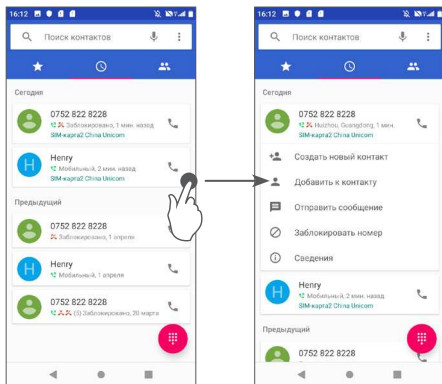 16:12
Поиск контактов
Сегодня
0752 822 8228
Заблокировано, 1 мин. назад
SIM-карта2 China Unicom
Henry
Мобильный, 2 мин. назад
SIM-карта2 China Unicom
Предыдущий
0752 822 8228
Заблокировано, 1 апреля
H
Henry
Мобильный, 1 апреля
0752 822 8228
(5) Заблокировано, 20 марта
16:12
Поиск контактов
Сегодня
0752 822 8228
Huizhou, Guangdong, 1 мин.
SIM-карта2 China Unicom
Создать новый контакт
Добавить к контакту
Отправить сообщение
Заблокировать номер
Сведения
H
Henry
Мобильный, 2 мин. назад
SIM-карта2 China Unicom
Предыдущий
0752 822 8228